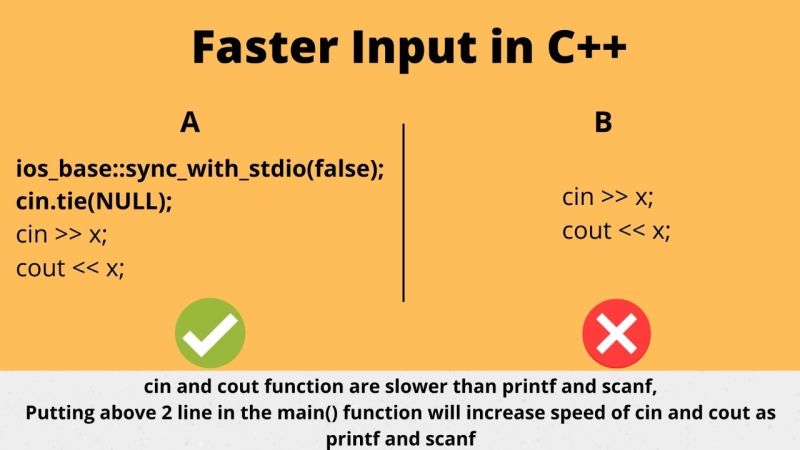 Faster Input in C++
A
ios_base::sync_with_stdio(false);
cin.tie(NULL);
cin >> x;
cout << x;
B
cin >> x;
cout << x;
cin and cout function are slower than printf and scanf,
Putting above 2 line in the main() function will increase speed of cin and cout as
printf and scanf